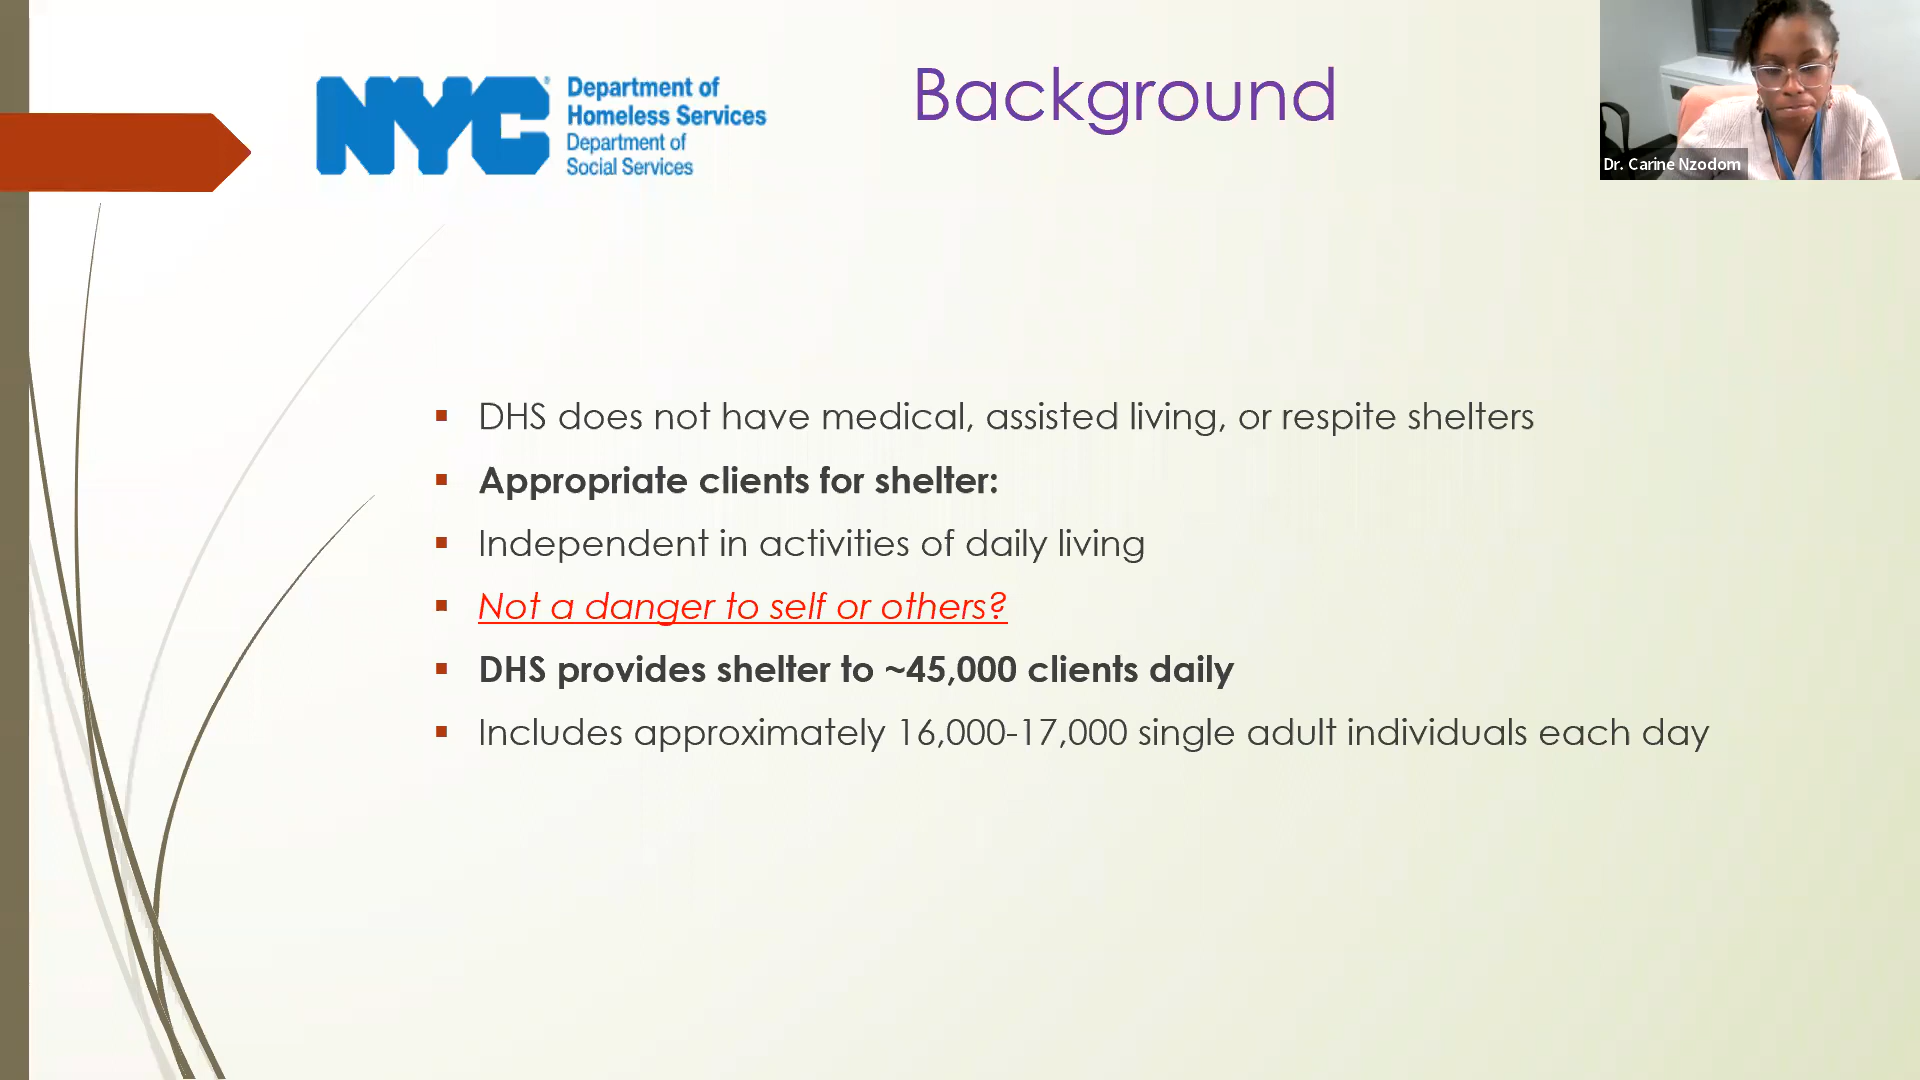 NYC
Department of
Homeless Services
Department of
Social Services
Background
Dr. Carine Nzodom
DHS does not have medical, assisted living, or respite shelters
Appropriate clients for shelter:
Independent in activities of daily living
Not a danger to self or others?
DHS provides shelter to ~45,000 clients daily
Includes approximately 16,000-17,000 single adult individuals each day